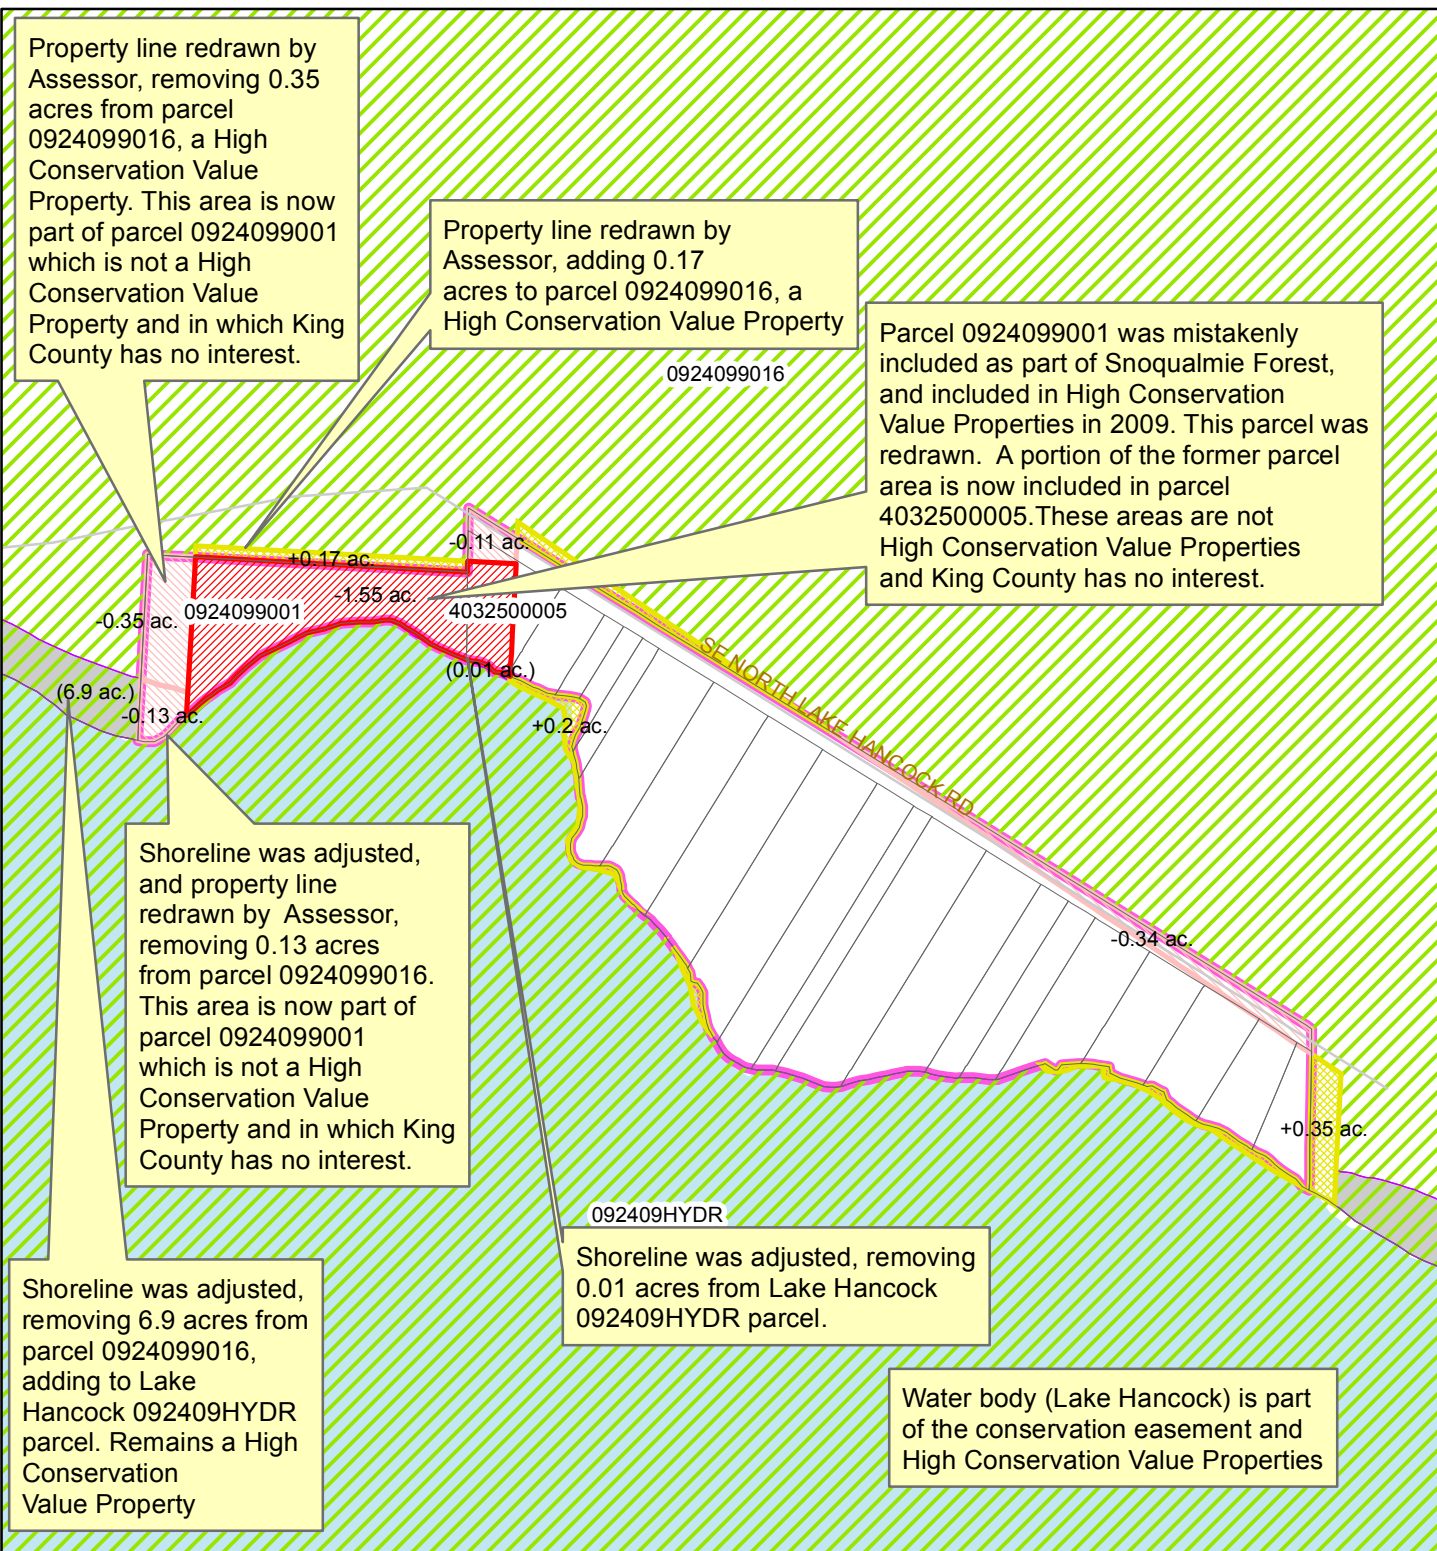 Property line redrawn by
Assessor, removing 0.35
acres from parcel
0924099016, a High
Conservation Value
Property. This area is now
part of parcel 0924099001
which is not a High
Conservation Value
Property and in which King
County has no interest.
Property line redrawn by
Assessor, adding 0.17
acres to parcel 0924099016, a
High Conservation Value Property
0924099016
Parcel 0924099001 was mistakenly
included as part of Snoqualmie Forest,
and included in High Conservation
Value Properties in 2009. This parcel was
redrawn.  A portion of the former parcel
area is now included in parcel
4032500005.These areas are not
High Conservation Value Properties
and King County has no interest.
-0.11 ac.
+0.17 ac.
-1.55 ac.
0924099001
4032500005
-0.35 ac.
(0.01 ac.)
(6.9 ac.)
-0.13 ac.
+0.2 ac.
SE NORTH LAKE HANCOCK RD
-0.34 ac.
+0.35 ac.
Shoreline was adjusted,
and property line
redrawn by  Assessor,
removing 0.13 acres
from parcel 0924099016.
This area is now part of
parcel 0924099001
which is not a High
Conservation Value
Property and in which King
County has no interest.
092409HYDR
Shoreline was adjusted, removing
0.01 acres from Lake Hancock
092409HYDR parcel.
Shoreline was adjusted,
removing 6.9 acres from
parcel 0924099016,
adding to Lake
Hancock 092409HYDR
parcel. Remains a High
Conservation
Value Property
Water body (Lake Hancock) is part
of the conservation easement and
High Conservation Value Properties